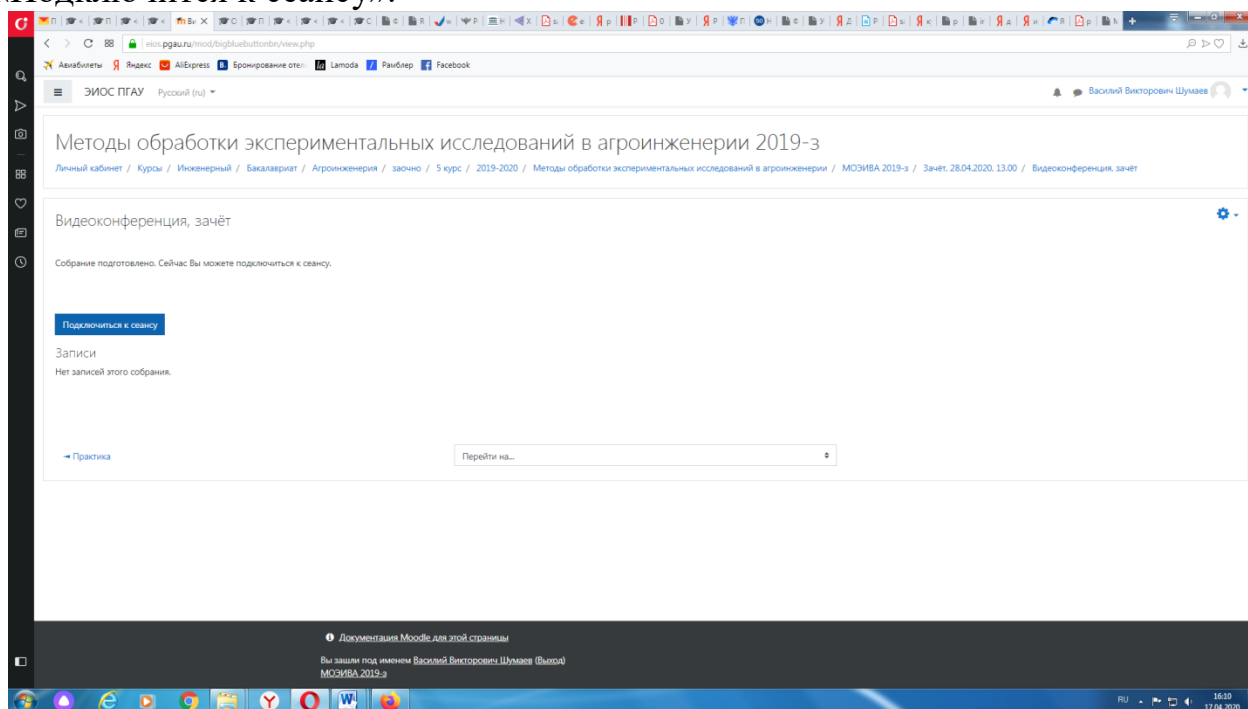 «Подключится к сеансу».
eios.pgau.ru/mod/bigbluebuttonbn/view.php
Авиабилеты Яндекс AliExpress Бронирование отел Lamoda Рамблер Facebook
ЭИОС ПГАУ Русский (ru) Василий Викторович Шумаев
Методы обработки экспериментальных исследований в агроинженерии 2019-з
Личный кабинет / Курсы / Инженерный / Бакалавриат / Агроинженерия / заочно / 5 курс / 2019-2020 / Методы обработки экспериментальных исследований в агроинженерии / МОЭИВА 2019-з / Зачёт, 28.04.2020, 13.00 / Видеоконференция, зачёт
Видеоконференция, зачёт
Собрание подготовлено. Сейчас Вы можете подключиться к сеансу.
Подключиться к сеансу
Записи
Нет записей этого собрания.
◄ Практика Перейти на...
Документация Moodle для этой страницы
Вы зашли под именем Василий Викторович Шумаев (Выход)
МОЭИВА 2019-з
RU 16:10
17.04.2020